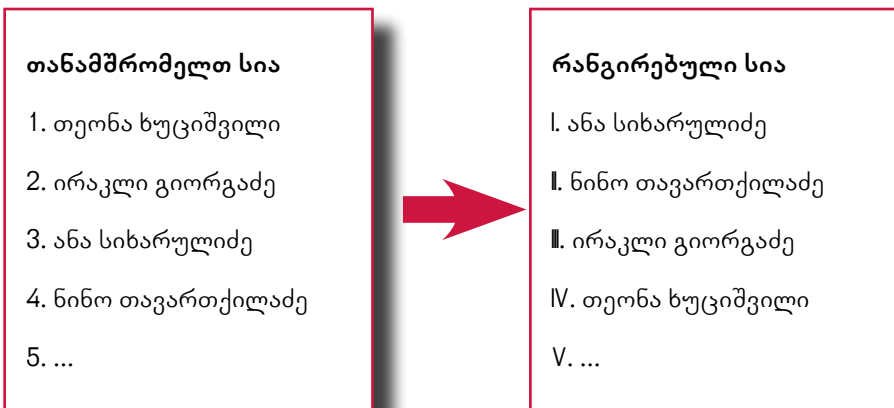 თანამშრომელთ სია
1. თეონა ხუციშვილი
2. ირაკლი გიორგაძე
3. ანა სიხარულიძე
4. ნინო თავართქილაძე
5. ...
რანგირებული სია
I. ანა სიხარულიძე
II. ნინო თავართქილაძე
III. ირაკლი გიორგაძე
IV. თეონა ხუციშვილი
V. ...